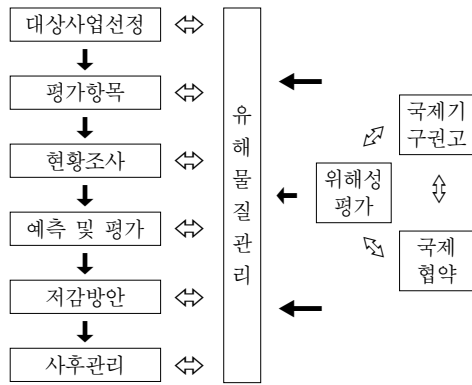 대상사업선정
평가항목
현황조사
예측 및 평가
저감방안
사후관리
유
해
물
질
관
리
위해성
평가
국제기
구권고
국제
협약